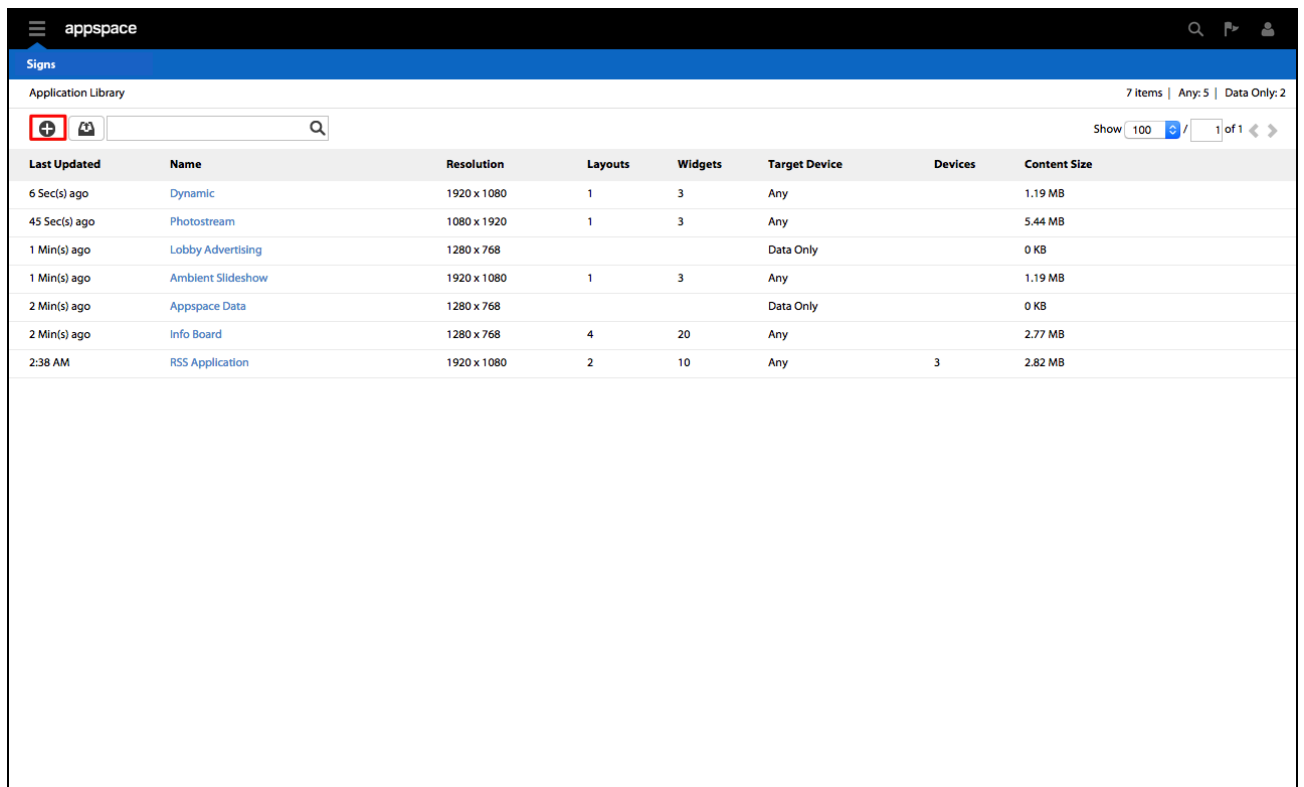 appspace
Signs
Application Library 7 items | Any: 5 | Data Only: 2
Show 100 / 1 of 1
Last Updated Name Resolution Layouts Widgets Target Device Devices Content Size
6 Sec(s) ago Dynamic 1920 x 1080 1 3 Any 1.19 MB
45 Sec(s) ago Photostream 1080 x 1920 1 3 Any 5.44 MB
1 Min(s) ago Lobby Advertising 1280 x 768 Data Only 0 KB
1 Min(s) ago Ambient Slideshow 1920 x 1080 1 3 Any 1.19 MB
2 Min(s) ago Appspace Data 1280 x 768 Data Only 0 KB
2 Min(s) ago Info Board 1280 x 768 4 20 Any 2.77 MB
2:38 AM RSS Application 1920 x 1080 2 10 Any 3 2.82 MB